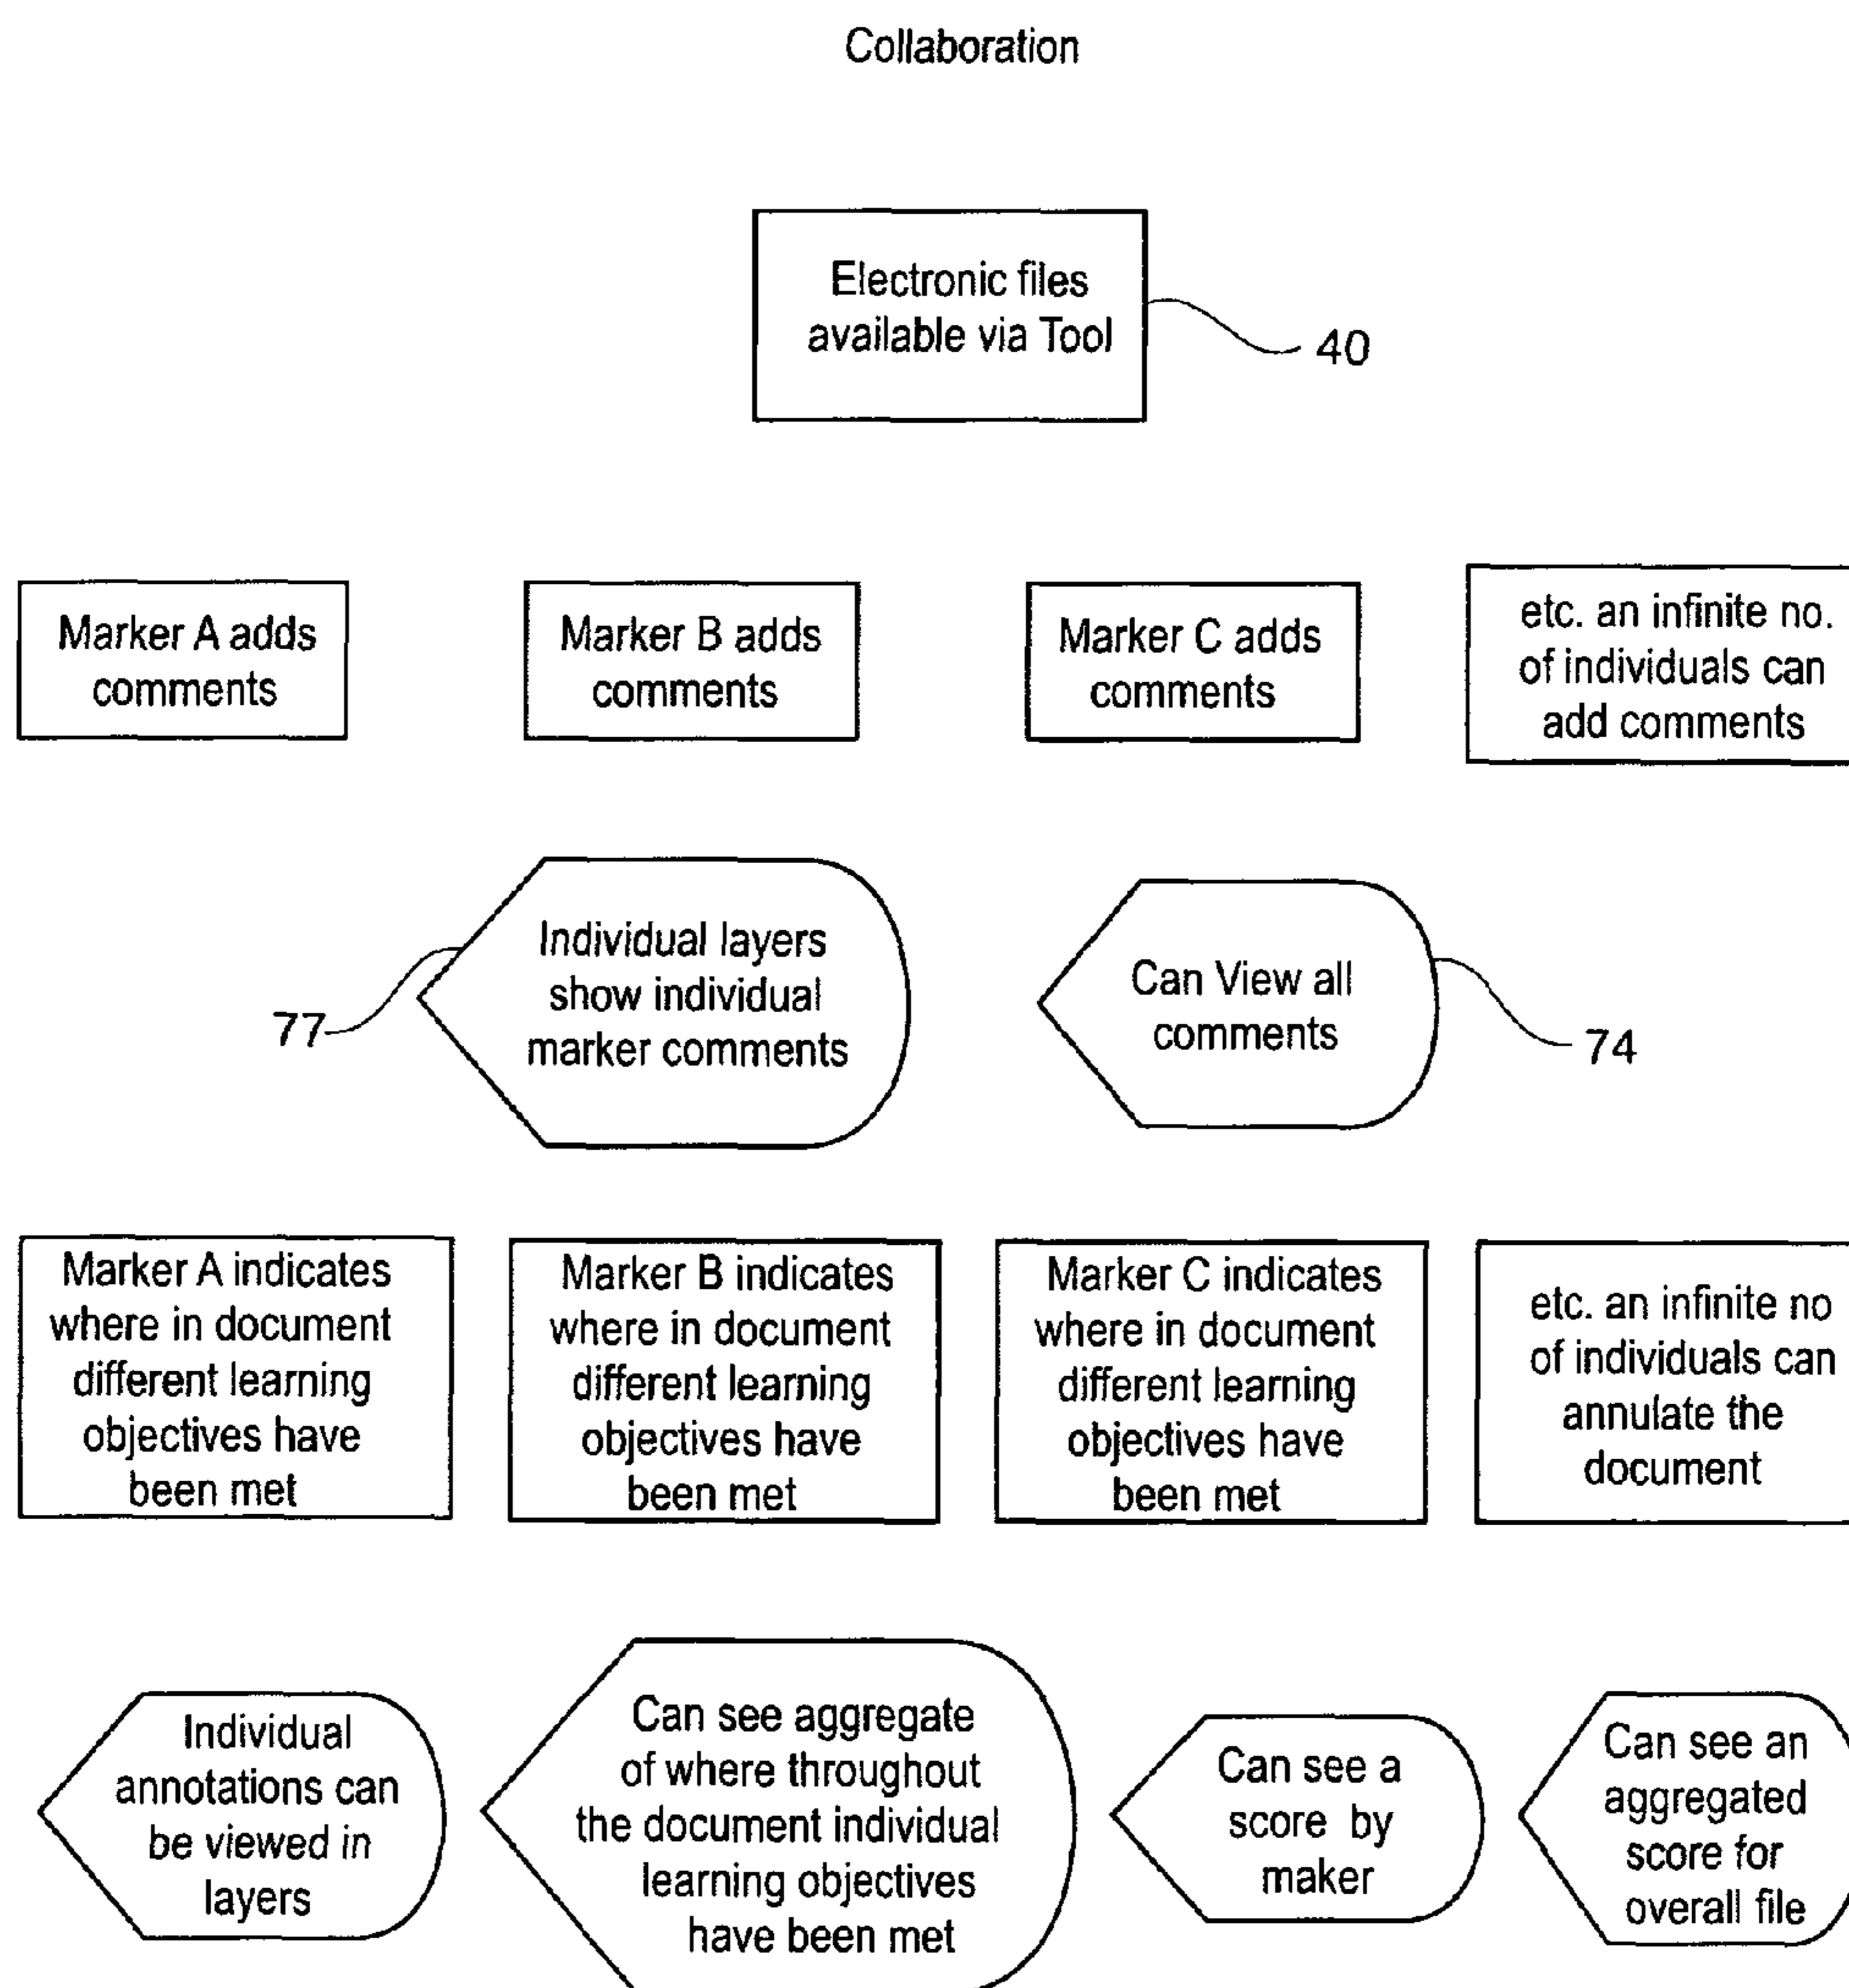 Collaboration
Electronic files
available via Tool
40
Marker A adds
comments
Marker B adds
comments
Marker C adds
comments
etc. an infinite no.
of individuals can
add comments
Individual layers
show individual
marker comments
77
Can View all
comments
74
Marker A indicates
where in document
different learning
objectives have
been met
Marker B indicates
where in document
different learning
objectives have
been met
Marker C indicates
where in document
different learning
objectives have
been met
etc. an infinite no
of individuals can
annulate the
document
Individual
annotations can
be viewed in
layers
Can see aggregate
of where throughout
the document individual
learning objectives
have been met
Can see a
score by
maker
Can see an
aggregated
score for
overall file